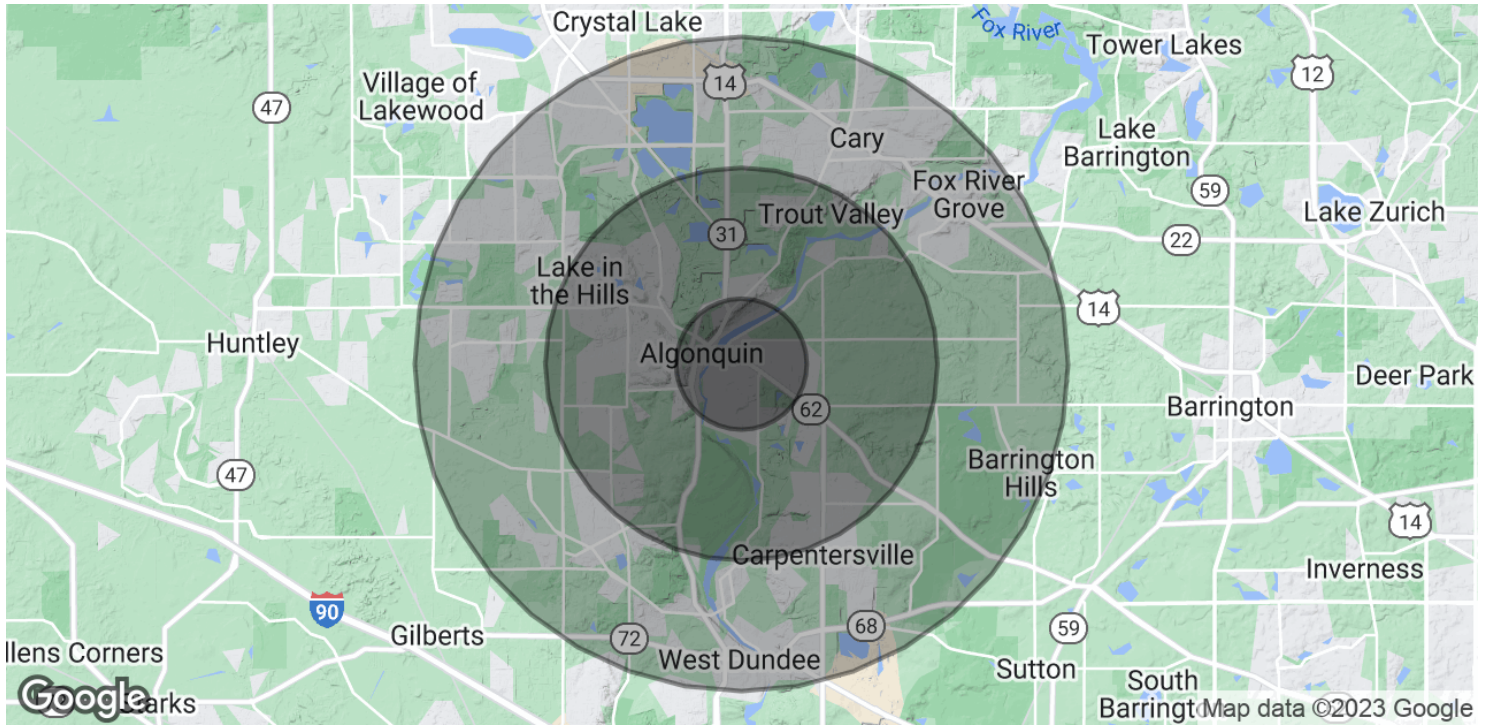 Crystal Lake
Fox River
Tower Lakes
14
12
Village of
Lakewood
47
Cary
Lake
Barrington
Fox River
Grove
59
Trout Valley
Lake Zurich
31
22
Lake in
the Hills
14
Huntley
Algonquin
Deer Park
62
Barrington
Barrington
Hills
47
14
Carpentersville
Inverness
90
Gilberts
72
68
59
llens Corners
West Dundee
Sutton
South
Google
Map data ©2023 Google